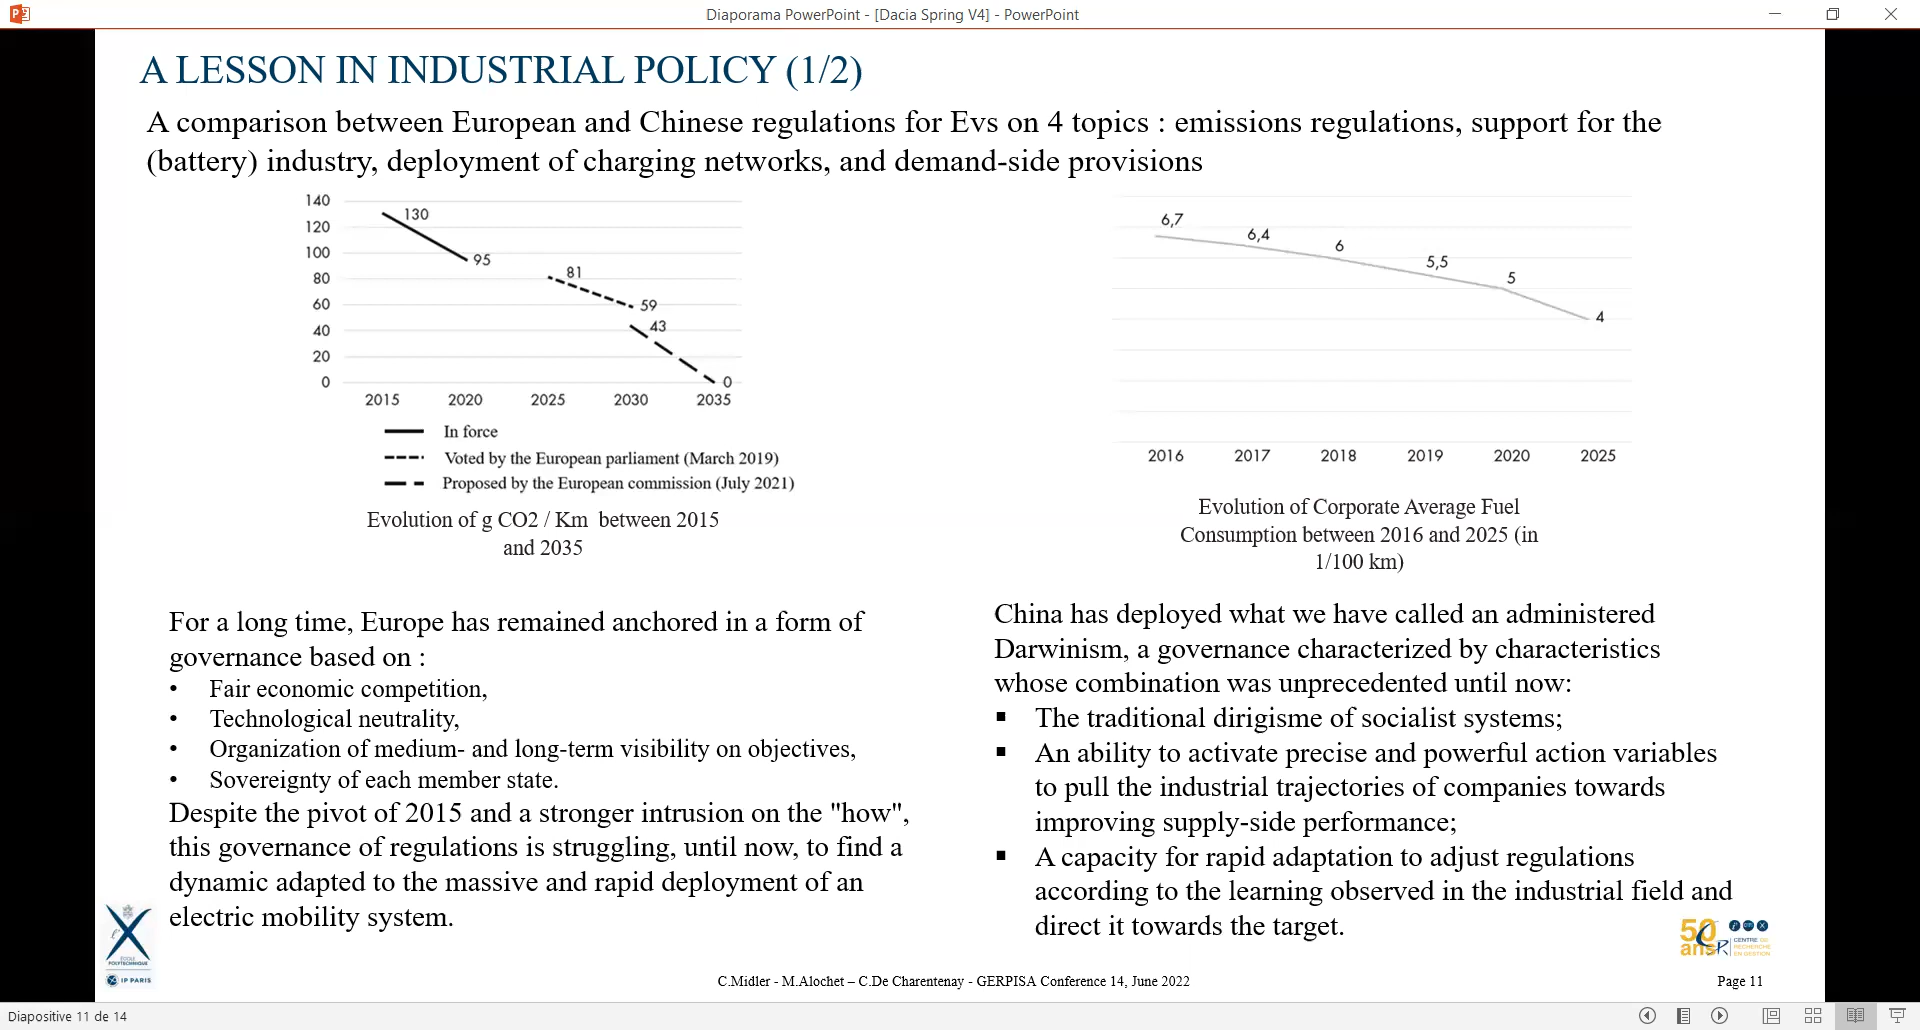 Diaporama PowerPoint - [Dacia Spring V4] - PowerPoint
A LESSON IN INDUSTRIAL POLICY (1/2)
A comparison between European and Chinese regulations for Evs on 4 topics : emissions regulations, support for the
(battery) industry, deployment of charging networks, and demand-side provisions
140
120
100
80
60
40
20
0
130
95
81
59
43
0
2015 2020 2025 2030 2035
In force
Voted by the European parliament (March 2019)
Proposed by the European commission (July 2021)
Evolution of g CO2 / Km between 2015
and 2035
6,7
6,4
6
5,5
5
4
2016 2017 2018 2019 2020 2025
Evolution of Corporate Average Fuel
Consumption between 2016 and 2025 (in
1/100 km)
For a long time, Europe has remained anchored in a form of
governance based on :
• Fair economic competition,
• Technological neutrality,
• Organization of medium- and long-term visibility on objectives,
• Sovereignty of each member state.
Despite the pivot of 2015 and a stronger intrusion on the "how",
this governance of regulations is struggling, until now, to find a
dynamic adapted to the massive and rapid deployment of an
electric mobility system.
China has deployed what we have called an administered
Darwinism, a governance characterized by characteristics
whose combination was unprecedented until now:
▪ The traditional dirigisme of socialist systems;
▪ An ability to activate precise and powerful action variables
to pull the industrial trajectories of companies towards
improving supply-side performance;
▪ A capacity for rapid adaptation to adjust regulations
according to the learning observed in the industrial field and
direct it towards the target.
ÉCOLE
POLYTECHNIQUE
IP PARIS
50
ans
CENTRE DE
RECHERCHE
EN GESTION
C.Midler - M.Alochet – C.De Charentenay - GERPISA Conference 14, June 2022
Page 11
Diapositive 11 de 14